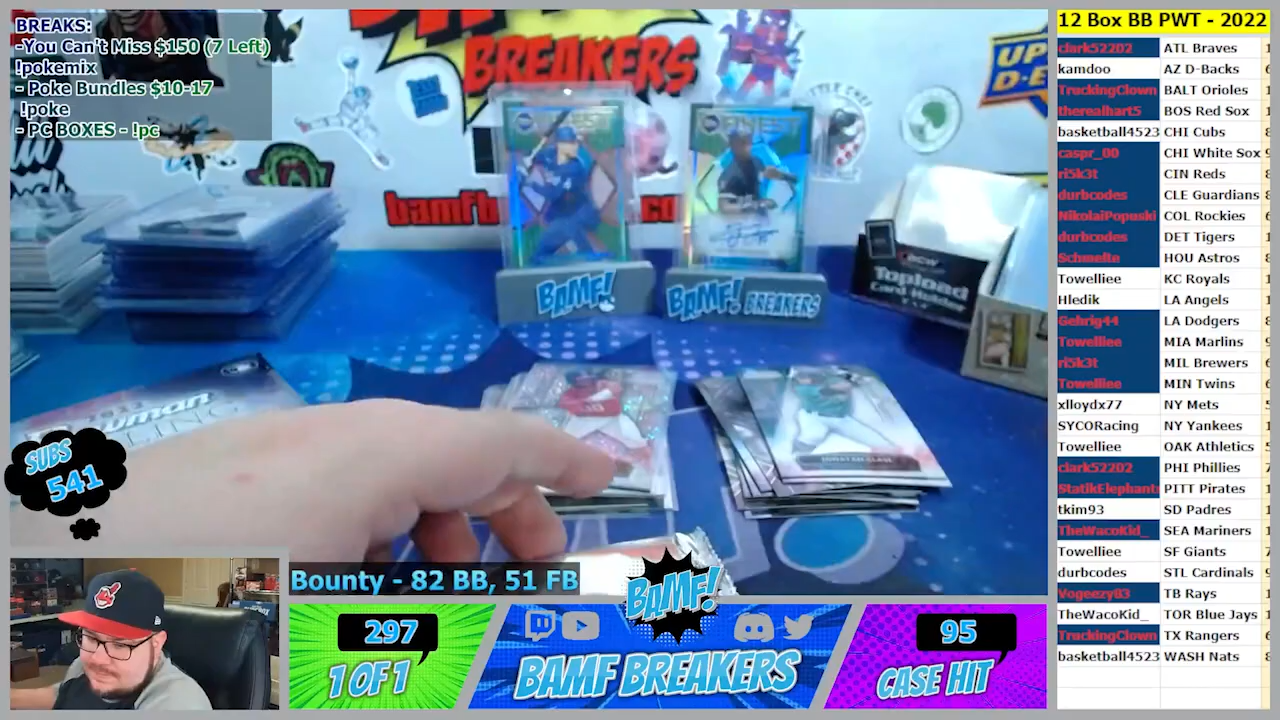 BREAKS:
-You Can't Miss $150 (7 Left)
!pokemix
- Poke Bundles $10-17
!poke
- PC BOXES - !pc
BREAKERS
UP
D-E
FINEST
bamfb
co
BAMF!
BAMF! BREAKERS
BCW
Topload
Card Holder
SUBS
541
Bounty - 82 BB, 51 FB
BAMF!
297
1 OF 1
BAMF BREAKERS
95
CASE HIT
12 Box BB PWT - 2022
clark52202 ATL Braves
kamdoo AZ D-Backs
TruckingClown BALT Orioles
therealhart5 BOS Red Sox
basketball4523 CHI Cubs
caspr_00 CHI White Sox
ri5k3t CIN Reds
durbcodes CLE Guardians
NikolaiPopuski COL Rockies
durbcodes DET Tigers
Schmelte HOU Astros
Towelliee KC Royals
Hledik LA Angels
Gehrig44 LA Dodgers
Towelliee MIA Marlins
ri5k3t MIL Brewers
Towelliee MIN Twins
xlloydx77 NY Mets
SYCORacing NY Yankees
Towelliee OAK Athletics
clark52202 PHI Phillies
StatikElephant PITT Pirates
tkim93 SD Padres
TheWacoKid_ SEA Mariners
Towelliee SF Giants
durbcodes STL Cardinals
Vogeezy03 TB Rays
TheWacoKid_ TOR Blue Jays
TruckingClown TX Rangers
basketball4523 WASH Nats